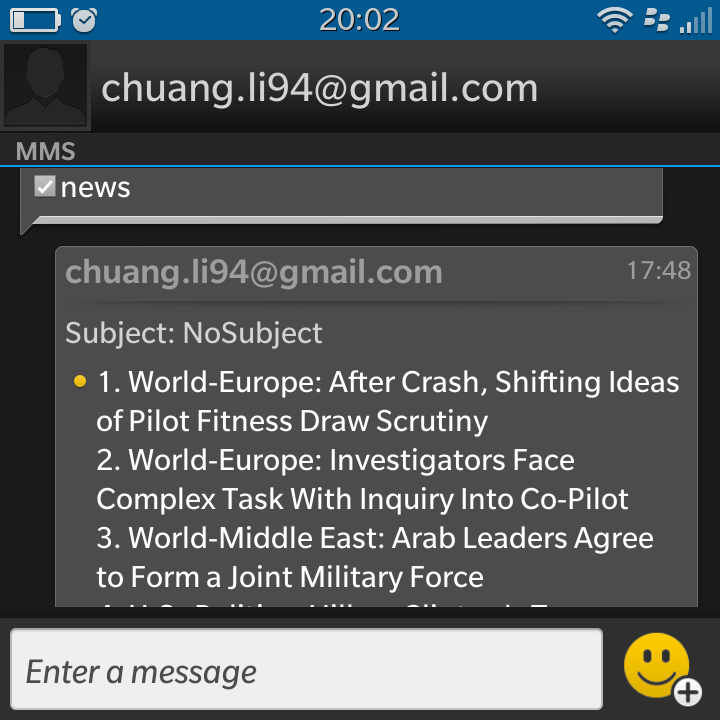 20:02
chuang.li94@gmail.com
MMS
news
chuang.li94@gmail.com
17:48
Subject: NoSubject
1. World-Europe: After Crash, Shifting Ideas
of Pilot Fitness Draw Scrutiny
2. World-Europe: Investigators Face
Complex Task With Inquiry Into Co-Pilot
3. World-Middle East: Arab Leaders Agree
to Form a Joint Military Force
Enter a message